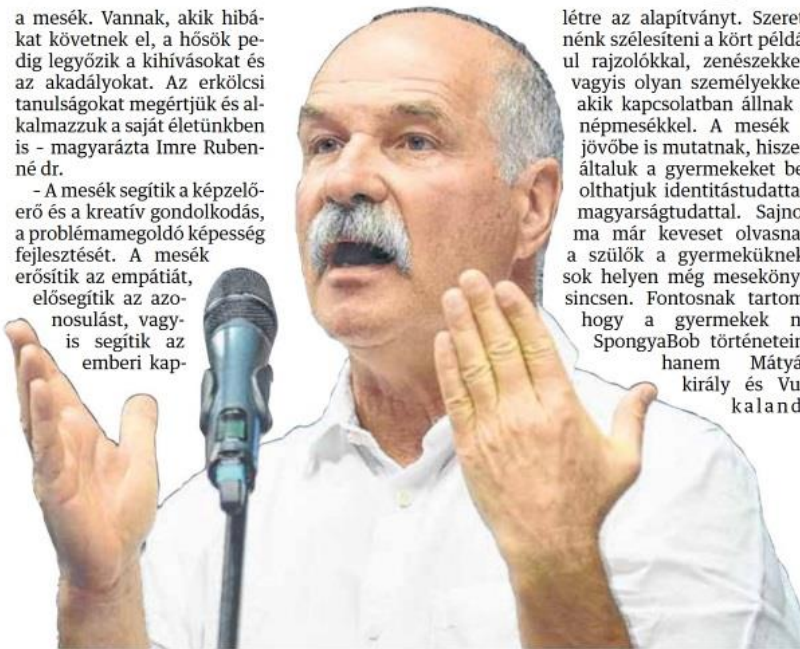 a mesék. Vannak, akik hibá-
kat követnek el, a hősök pe-
dig legyőzik a kihívásokat és
az akadályokat. Az erkölcsi
tanulságokat megértjük és al-
kalmazzuk a saját életünkben
is – magyarázta Imre Ruben-
né dr.
– A mesék segítik a képzelő-
erő és a kreatív gondolkodás,
a problémamegoldó képesség
fejlesztését. A mesék
erősítik az empátiát,
elősegítik az azo-
nosulást, vagy-
is segítik az
emberi kap-
létre az alapítványt. Szeret
nénk szélesíteni a kört példá
ul rajzolókkal, zenészekke
vagyis olyan személyekke
akik kapcsolatban állnak
népmesékkel. A mesék
jövőbe is mutatnak, hisze
általuk a gyermekeket be
olthatjuk identitástudatta
magyarságtudattal. Sajno
ma már keveset olvasna
a szülők a gyermeküknek
sok helyen még mesekönyv
sincsen. Fontosnak tartom
hogy a gyermekek n
SpongyaBob történetein
hanem Mátyá
király és Vu
kaland